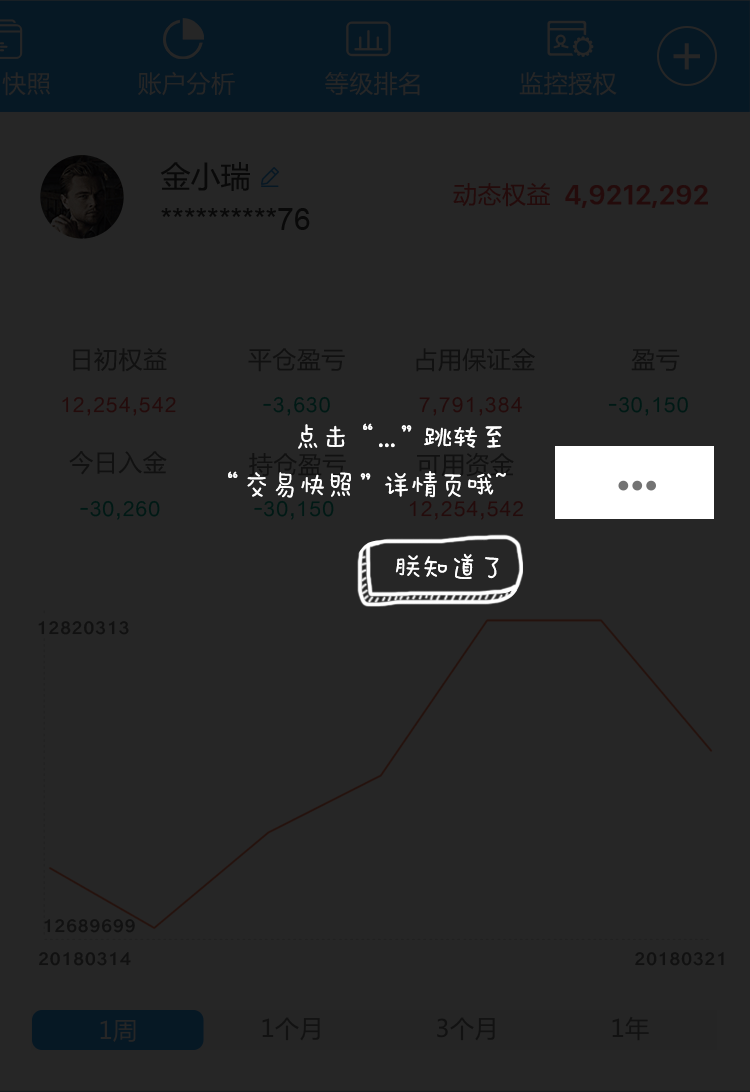 快照 账户分析 等级排名 监控授权
金小瑞
**********76
动态权益 4,9212,292
日初权益 平仓盈亏 占用保证金 盈亏
12,254,542 -3,630 7,791,384 -30,150
点击“...”跳转至
今日入金 持仓盈亏 可用资金
“交易快照”详情页哦~
-30,260 -30,150 12,254,542
朕知道了
12820313
12689699
20180314 20180321
1周 1个月 3个月 1年